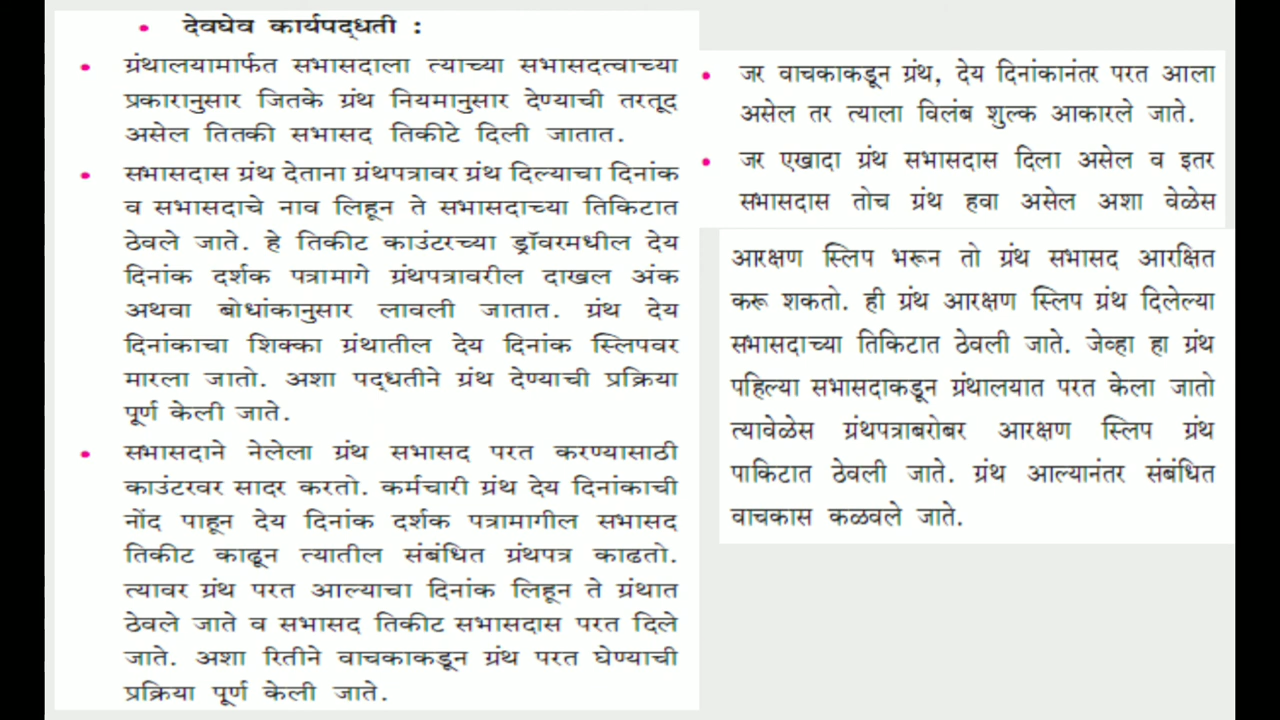 • देवघेव कार्यपद्धती :
• ग्रंथालयामार्फत सभासदाला त्याच्या सभासदत्वाच्या
प्रकारानुसार जितके ग्रंथ नियमानुसार देण्याची तरतूद
असेल तितकी सभासद तिकीटे दिली जातात.
• सभासदास ग्रंथ देताना ग्रंथपत्रावर ग्रंथ दिल्याचा दिनांक
व सभासदाचे नाव लिहून ते सभासदाच्या तिकिटात
ठेवले जाते. हे तिकीट काउंटरच्या ड्रॉवरमधील देय
दिनांक दर्शक पत्रामागे ग्रंथपत्रावरील दाखल अंक
अथवा बोधांकानुसार लावली जातात. ग्रंथ देय
दिनांकाचा शिक्का ग्रंथातील देय दिनांक स्लिपवर
मारला जातो. अशा पद्धतीने ग्रंथ देण्याची प्रक्रिया
पूर्ण केली जाते.
• सभासदाने नेलेला ग्रंथ सभासद परत करण्यासाठी
काउंटरवर सादर करतो. कर्मचारी ग्रंथ देय दिनांकाची
नोंद पाहून देय दिनांक दर्शक पत्रामागील सभासद
तिकीट काढून त्यातील संबंधित ग्रंथपत्र काढतो.
त्यावर ग्रंथ परत आल्याचा दिनांक लिहून ते ग्रंथात
ठेवले जाते व सभासद तिकीट सभासदास परत दिले
जाते. अशा रितीने वाचकाकडून ग्रंथ परत घेण्याची
प्रक्रिया पूर्ण केली जाते.
• जर वाचकाकडून ग्रंथ, देय दिनांकानंतर परत आला
असेल तर त्याला विलंब शुल्क आकारले जाते.
• जर एखादा ग्रंथ सभासदास दिला असेल व इतर
सभासदास तोच ग्रंथ हवा असेल अशा वेळेस
आरक्षण स्लिप भरून तो ग्रंथ सभासद आरक्षित
करू शकतो. ही ग्रंथ आरक्षण स्लिप ग्रंथ दिलेल्या
सभासदाच्या तिकिटात ठेवली जाते. जेव्हा हा ग्रंथ
पहिल्या सभासदाकडून ग्रंथालयात परत केला जातो
त्यावेळेस ग्रंथपत्राबरोबर आरक्षण स्लिप ग्रंथ
पाकिटात ठेवली जाते. ग्रंथ आल्यानंतर संबंधित
वाचकास कळवले जाते.